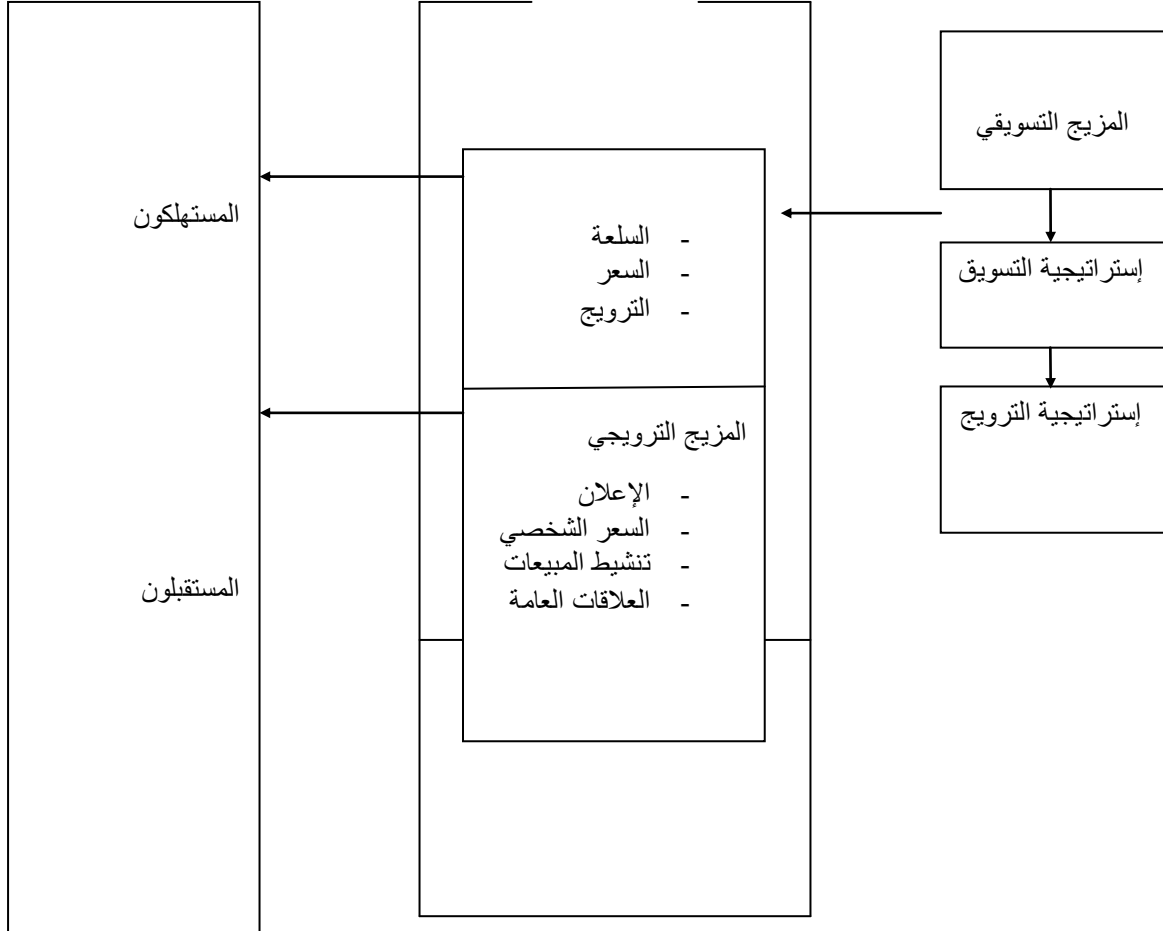 المزيج التسويقي
إستراتيجية التسويق
إستراتيجية الترويج
- السلعة
- السعر
- الترويج
المزيج الترويجي
- الإعلان
- السعر الشخصي
- تنشيط المبيعات
- العلاقات العامة
المستهلكون
المستقبلون